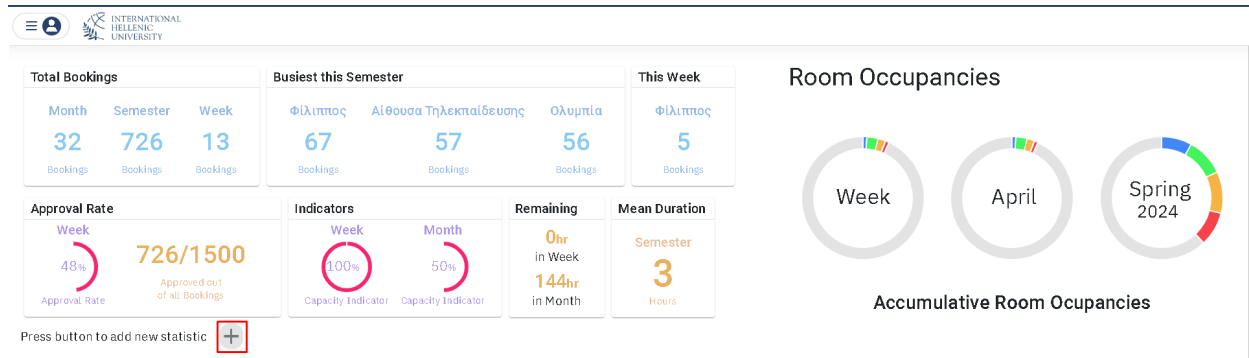 INTERNATIONAL
HELLENIC
UNIVERSITY
Total Bookings
Month Semester Week
32 726 13
Bookings Bookings Bookings
Busiest this Semester
Φίλιππος Αίθουσα Τηλεκπαίδευσης Ολυμπία
67 57 56
Bookings Bookings Bookings
This Week
Φίλιππος
5
Bookings
Approval Rate
Week
48%
Approval Rate
726/1500
Approved out
of all Bookings
Indicators
Week Month
100% 50%
Capacity Indicator Capacity Indicator
Remaining
0hr
in Week
144hr
in Month
Mean Duration
Semester
3
Hours
Press button to add new statistic
Room Occupancies
Week
April
Spring
2024
Accumulative Room Ocupancies